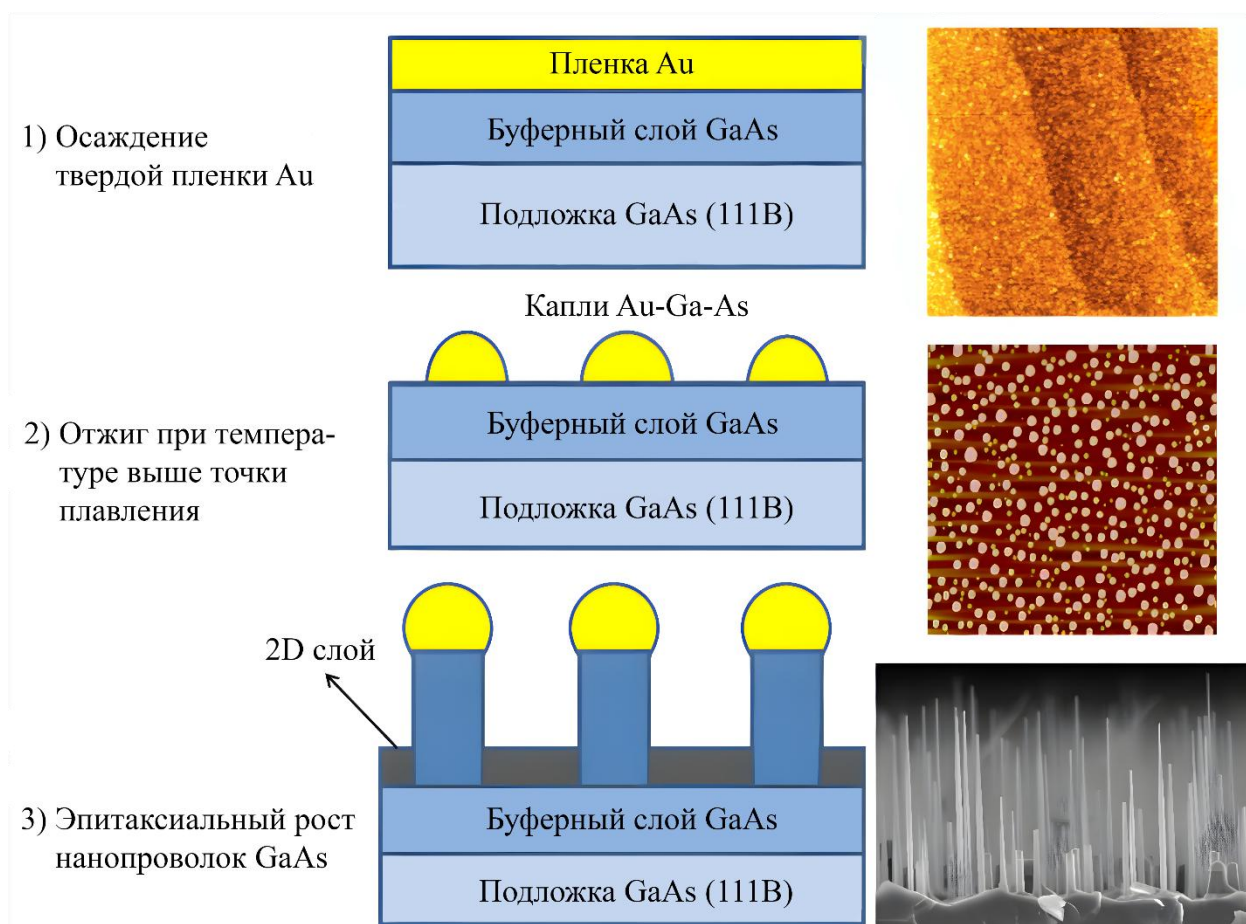 Пленка Au
Буферный слой GaAs
Подложка GaAs (111B)
1) Осаждение
твердой пленки Au
Капли Au-Ga-As
Буферный слой GaAs
Подложка GaAs (111B)
2) Отжиг при темпера-
туре выше точки
плавления
2D слой
Буферный слой GaAs
Подложка GaAs (111B)
3) Эпитаксиальный рост
нанопроволок GaAs